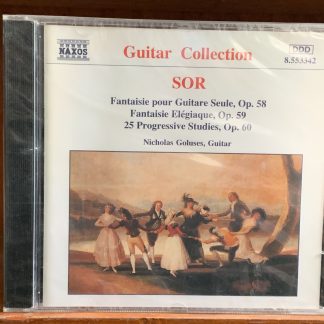 NAXOS
DDD
8.553342
Guitar Collection
SOR
Fantaisie pour Guitare Seule, Op. 58
Fantaisie Elégiaque, Op. 59
25 Progressive Studies, Op. 60
Nicholas Goluses, Guitar